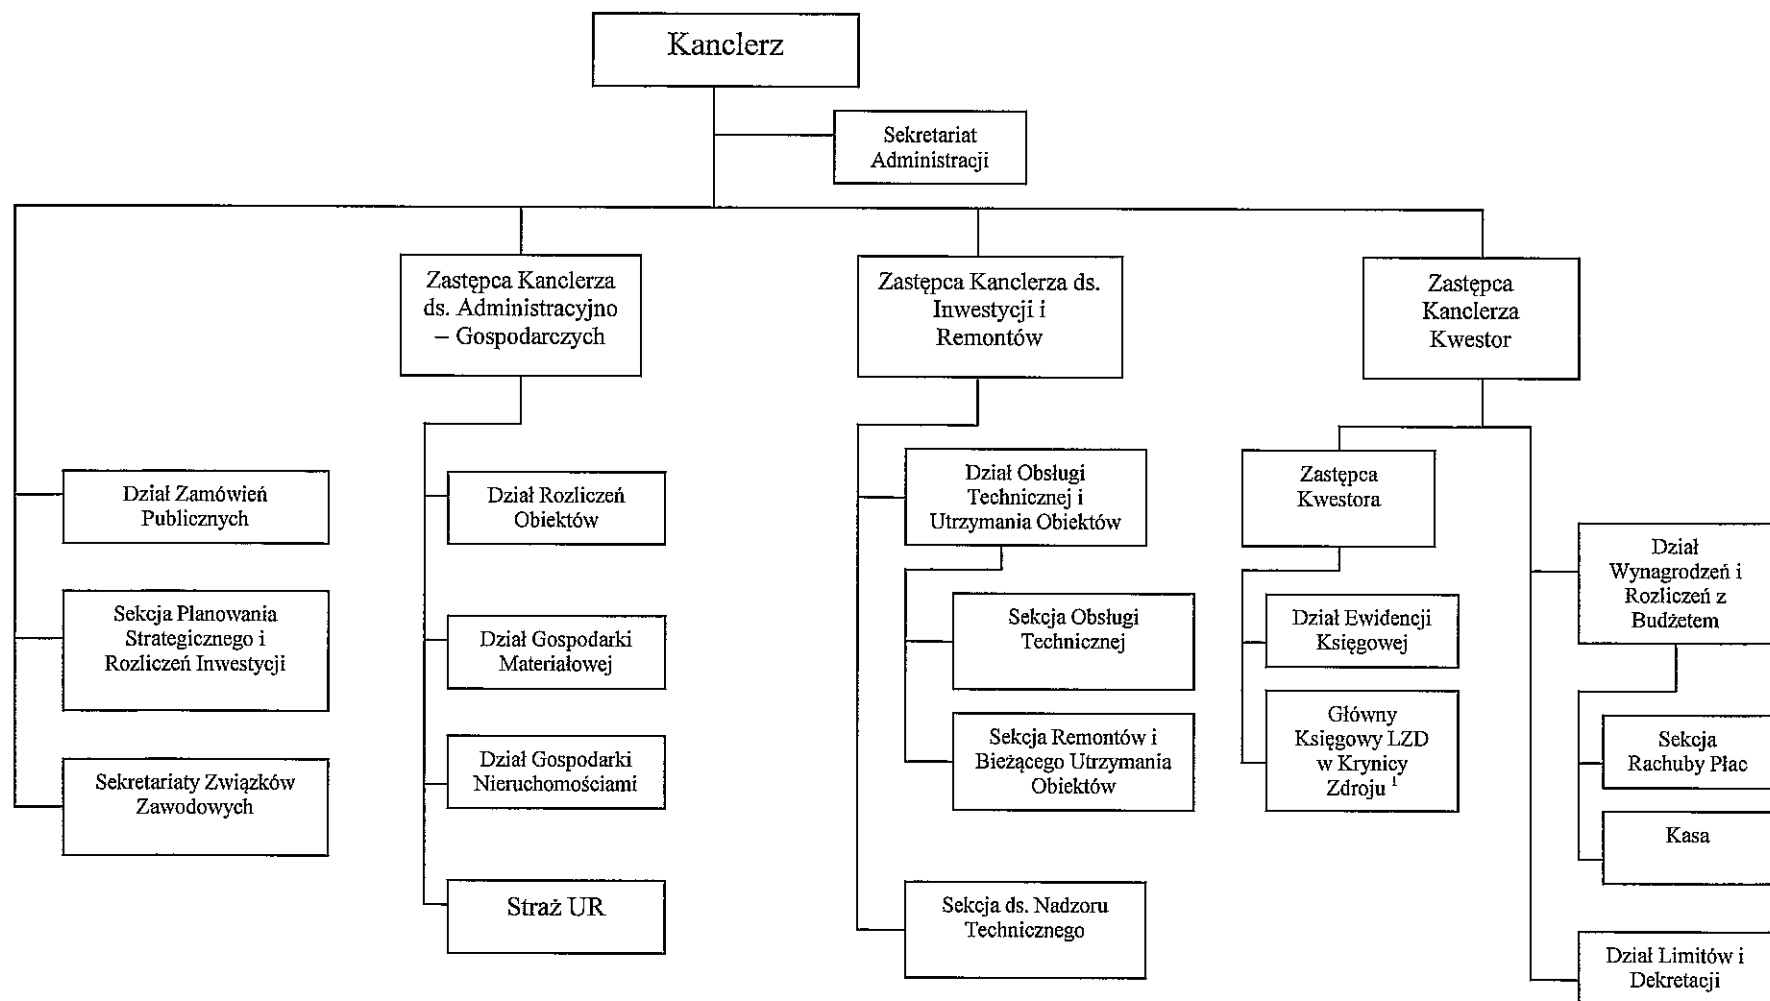 Kanclerz
Sekretariat
Administracji
Zastępca Kanclerza
ds. Administracyjno
– Gospodarczych
Zastępca Kanclerza ds.
Inwestycji i
Remontów
Zastępca
Kanclerza
Kwestor
Dział Zamówień
Publicznych
Sekcja Planowania
Strategicznego i
Rozliczeń Inwestycji
Sekretariaty Związków
Zawodowych
Dział Rozliczeń
Obiektów
Dział Gospodarki
Materiałowej
Dział Gospodarki
Nieruchomościami
Straż UR
Dział Obsługi
Technicznej i
Utrzymania Obiektów
Sekcja Obsługi
Technicznej
Sekcja Remontów i
Bieżącego Utrzymania
Obiektów
Sekcja ds. Nadzoru
Technicznego
Zastępca
Kwestora
Dział Ewidencji
Księgowej
Główny
Księgowy LZD
w Krynicy
Zdroju ¹
Dział
Wynagrodzeń i
Rozliczeń z
Budżetem
Sekcja
Rachuby Płac
Kasa
Dział Limitów i
Dekretacji